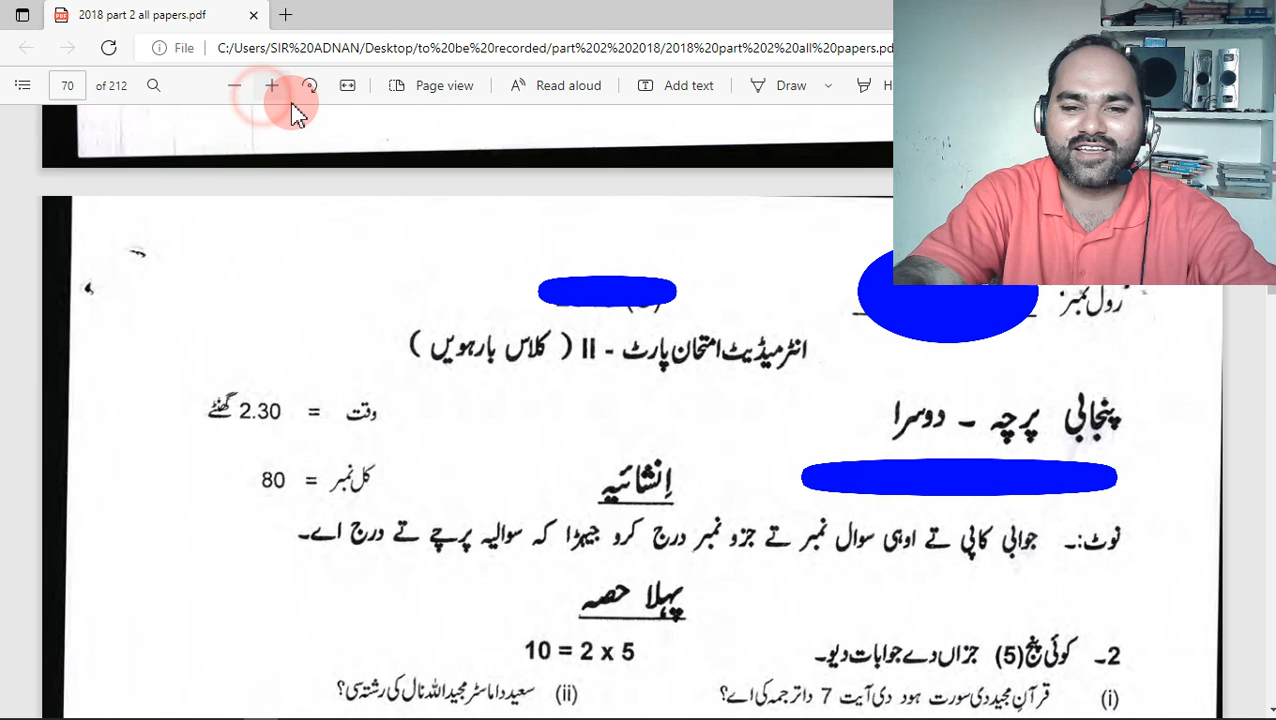 2018 part 2 all papers.pdf
File C:/Users/SIR%20ADNAN/Desktop/to%20be%20recorded/part%202%202018/2018%20part%202%20all%20papers.pd
70 of 212 Page view Read aloud Add text Draw H
رول نمبر:
انٹرمیڈیٹ امتحان پارٹ - II ( کلاس بارہویں )
پنجابی پرچہ ۔ دوسرا
وقت = 2.30 گھنٹے
اِنشائیہ
کل نمبر = 80
نوٹ:۔ جوابی کاپی تے اوہی سوال نمبر تے جزو نمبر درج کرو جیہڑا کہ سوالیہ پرچے تے درج اے۔
پہلا حصہ
2۔ کوئی پنج (5) جزاں دے جوابات دیو۔ 10 = 2 x 5
(i) قرآن مجید دی سورت ہود دی آیت 7 دا ترجمہ کی اے؟ (ii) سعید دا ماسٹر مجید اللہ نال کی رشتہ سی؟